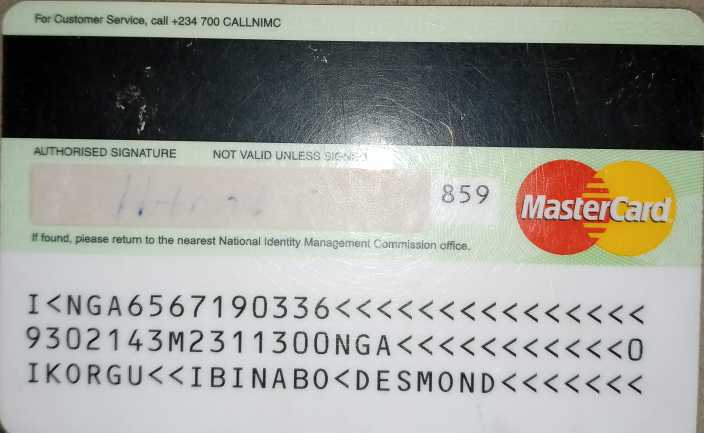 For Customer Service, call +234 700 CALLNIMC
AUTHORISED SIGNATURE NOT VALID UNLESS SIGNED
859
MasterCard
If found, please return to the nearest National Identity Management Commission office.
I<NGA6567190336<<<<<<<<<<<<<<<
9302143M2311300NGA<<<<<<<<<<<0
IKORGU<<IBINABO<DESMOND<<<<<<<